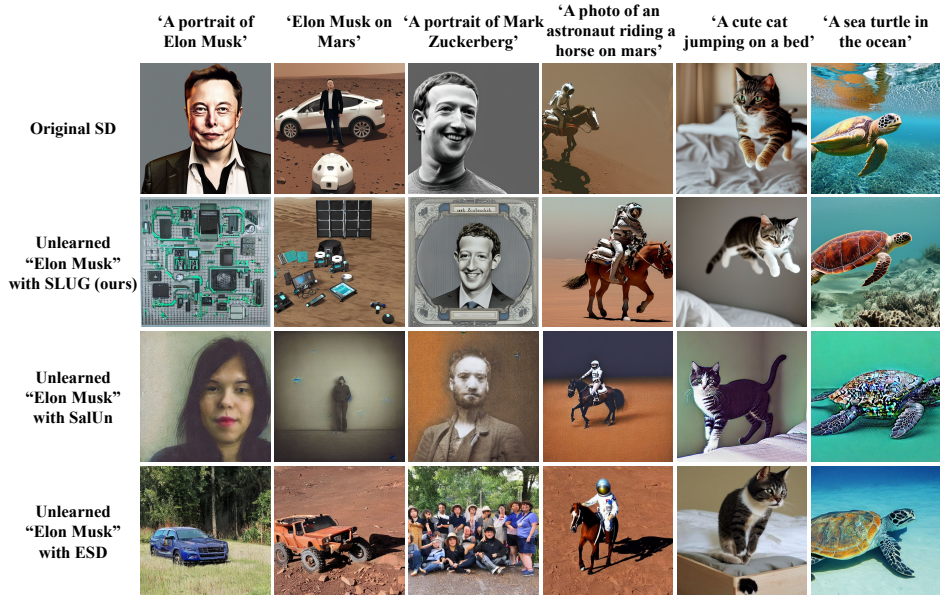 ‘A portrait of
Elon Musk’
‘Elon Musk on
Mars’
‘A portrait of Mark
Zuckerberg’
‘A photo of an
astronaut riding a
horse on mars’
‘A cute cat
jumping on a bed’
‘A sea turtle in
the ocean’
Original SD
Unlearned
“Elon Musk”
with SLUG (ours)
Unlearned
“Elon Musk”
with SalUn
Unlearned
“Elon Musk”
with ESD